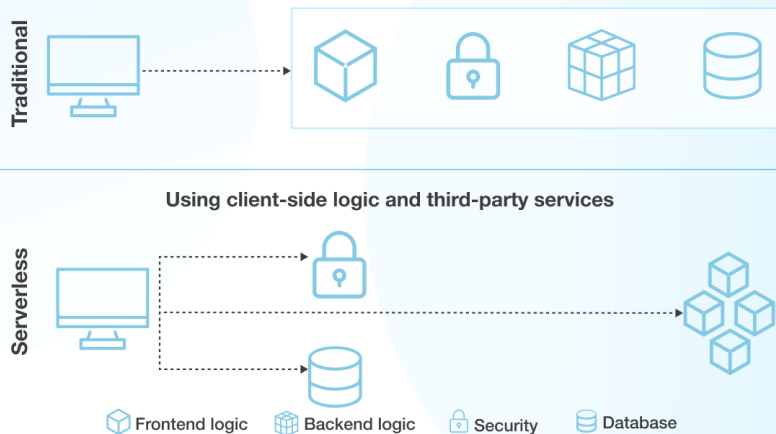 Traditional
Using client-side logic and third-party services
Serverless
Frontend logic
Backend logic
Security
Database